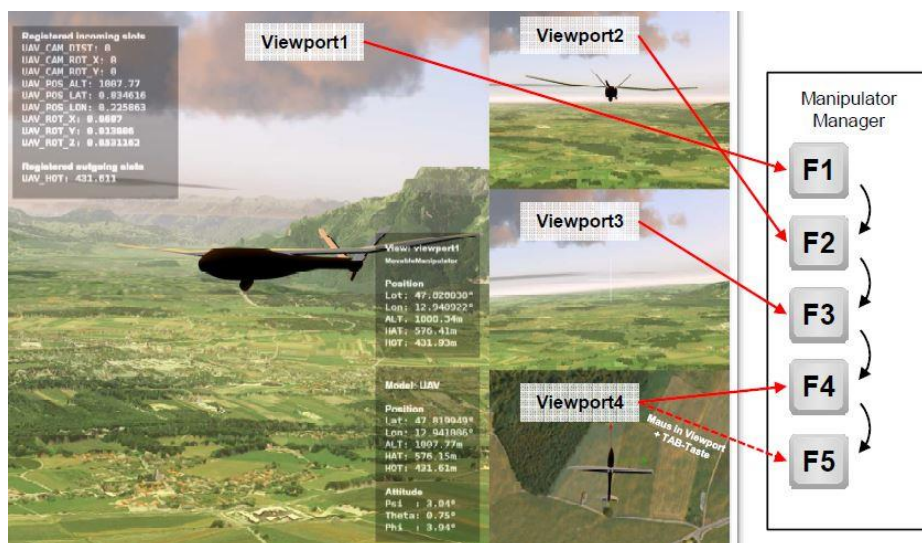 Registered incoming slots
UAV_CAM_DIST: 0
UAV_CAM_ROT_X: 0
UAV_CAM_ROT_Y: 0
UAV_POS_ALT: 1007.77
UAV_POS_LAT: 0.834616
UAV_POS_LON: 0.225863
UAV_ROT_X: 0.0687
UAV_ROT_Y: 0.013086
UAV_ROT_Z: 0.0531162
Registered outgoing slots
UAV_HOT: 431.611
Viewport1
View: viewport1
MovableManipulator
Position
Lat: 47.820030°
Lon: 12.940922°
ALT: 1000.34m
HAT: 576.41m
HOT: 431.93m
Model: UAV
Position
Lat: 47.819949°
Lon: 12.941006°
ALT: 1007.77m
HAT: 576.15m
HOT: 431.61m
Attitude
Psi : 3.04°
Theta: 0.75°
Phi : 3.94°
Viewport2
Viewport3
Viewport4
Maus in Viewport
+ TAB-Taste
Manipulator
Manager
F1
F2
F3
F4
F5